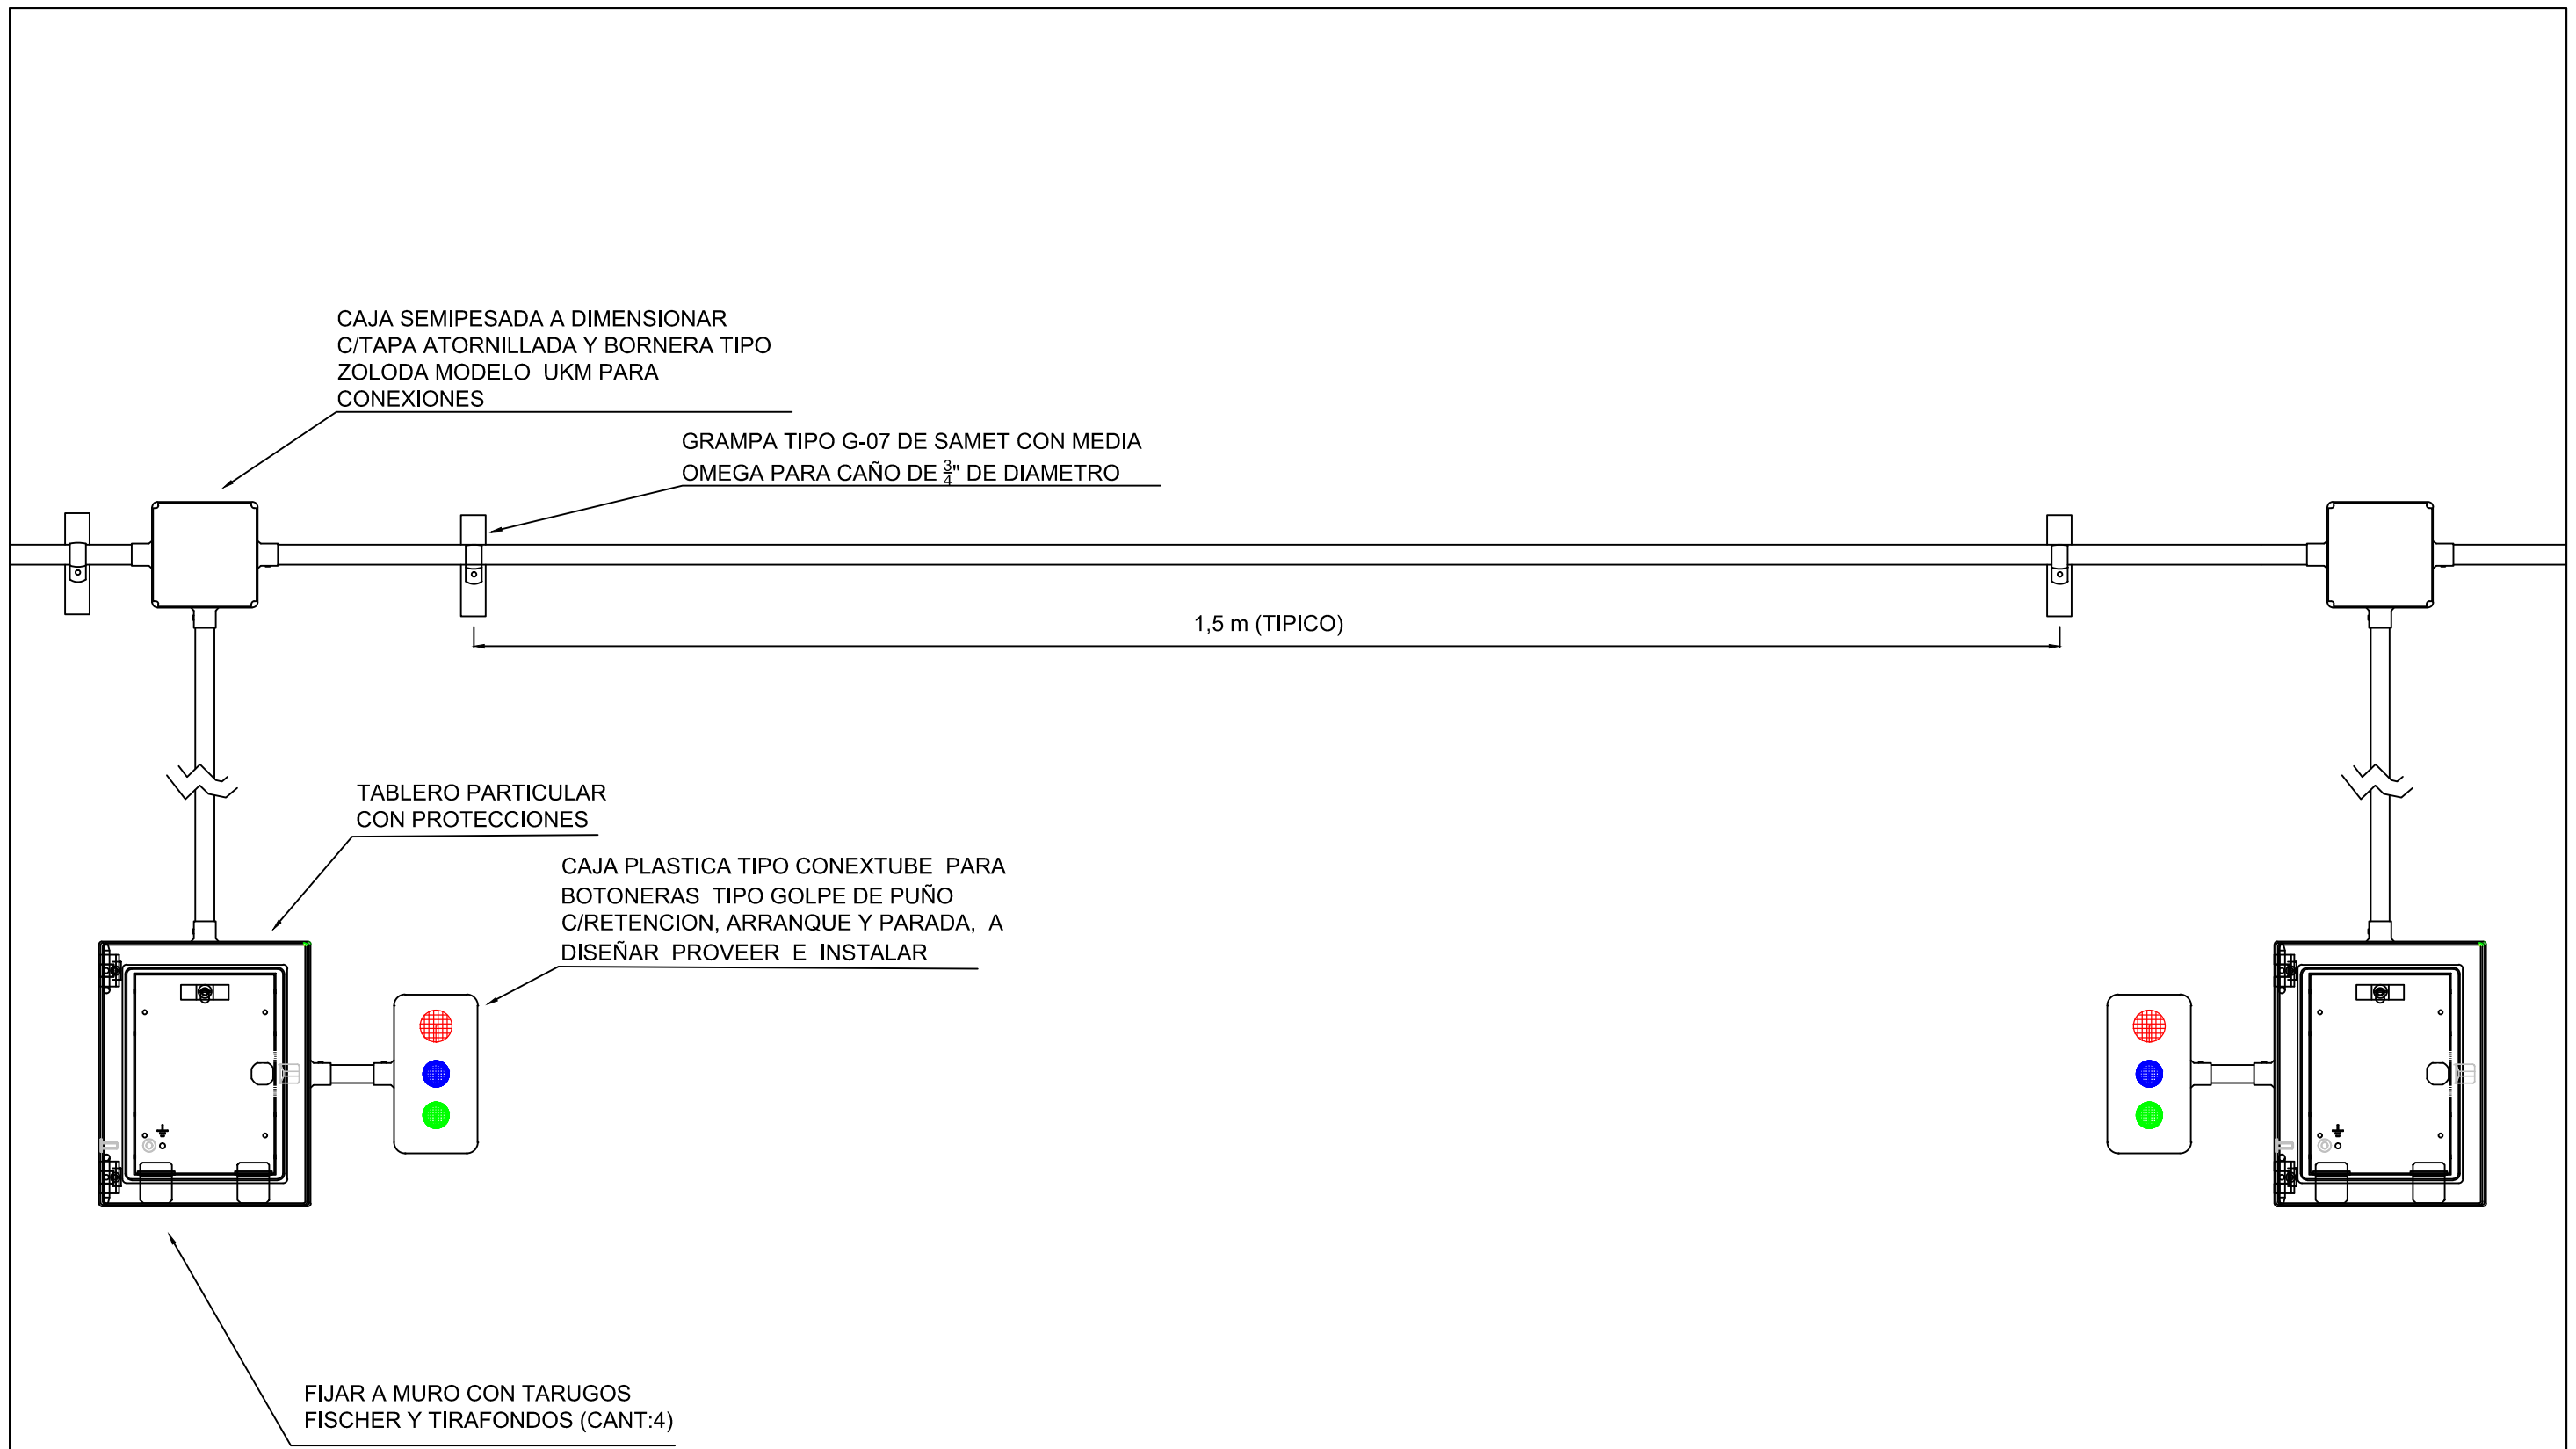 CAJA SEMIPESADA A DIMENSIONAR
C/TAPA ATORNILLADA Y BORNERA TIPO
ZOLODA MODELO  UKM PARA
CONEXIONES
GRAMPA TIPO G-07 DE SAMET CON MEDIA
OMEGA PARA CAÑO DE 3/4" DE DIAMETRO
1,5 m (TIPICO)
TABLERO PARTICULAR
CON PROTECCIONES
CAJA PLASTICA TIPO CONEXTUBE  PARA
BOTONERAS  TIPO GOLPE DE PUÑO
C/RETENCION, ARRANQUE Y PARADA,  A
DISEÑAR  PROVEER  E  INSTALAR
FIJAR A MURO CON TARUGOS
FISCHER Y TIRAFONDOS (CANT:4)